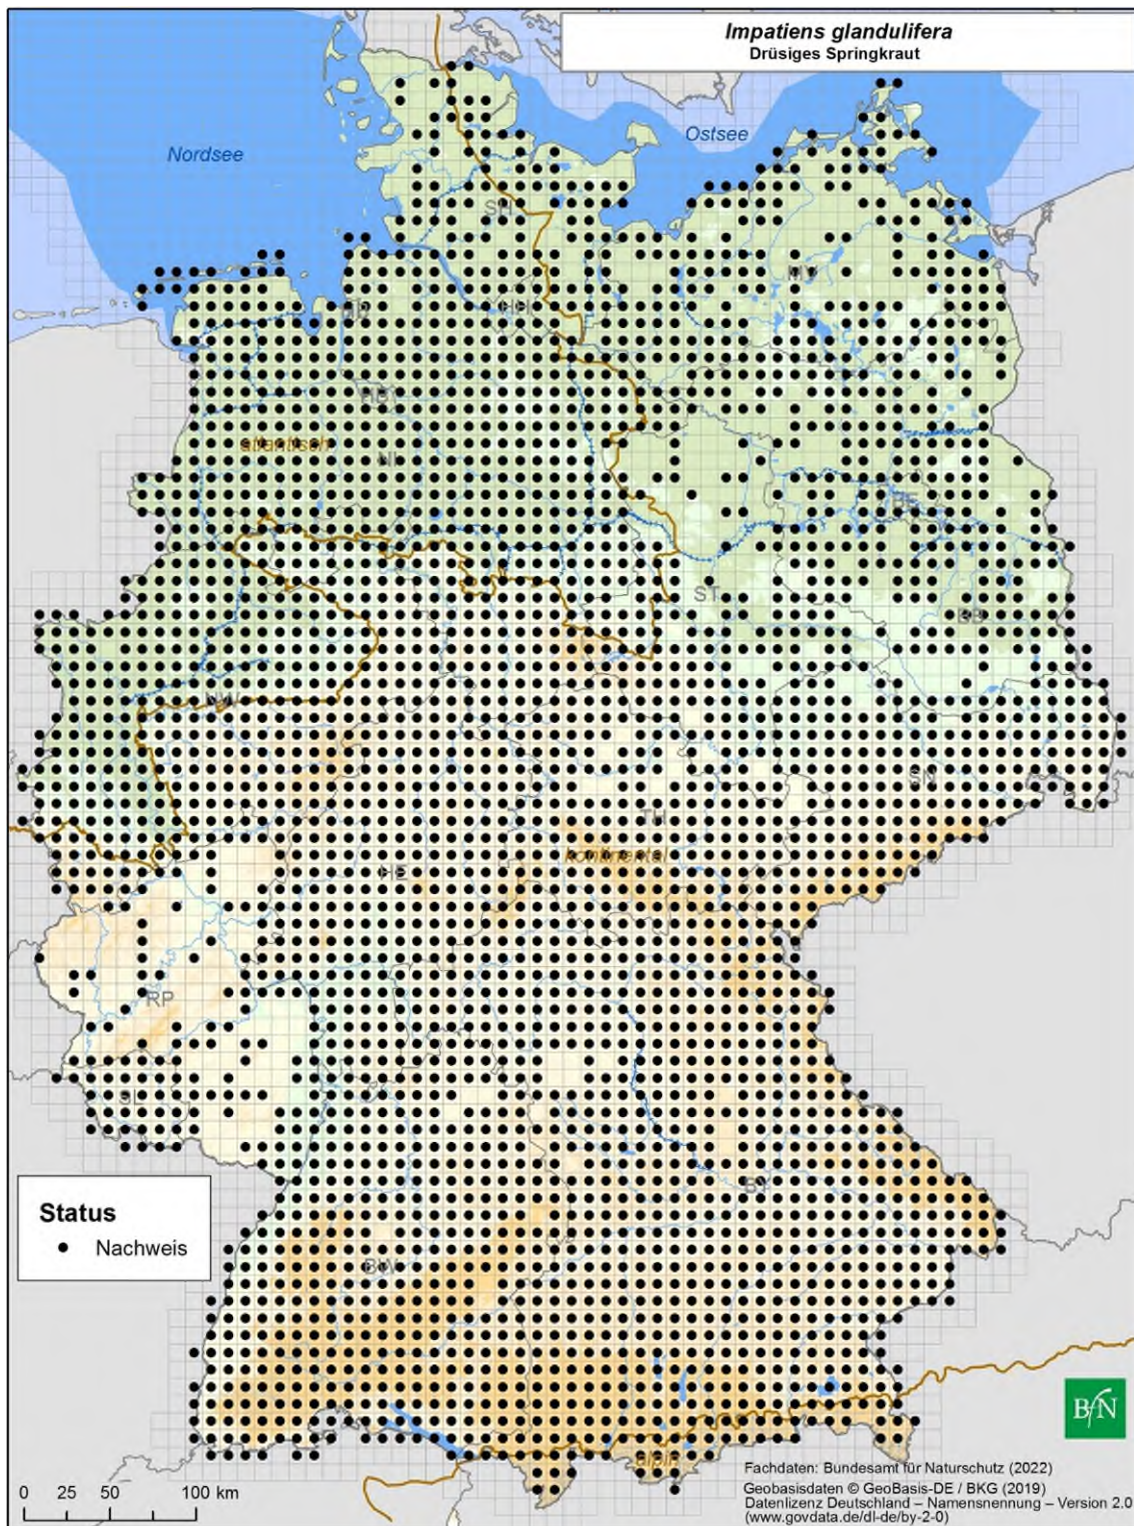 Impatiens glandulifera
Drüsiges Springkraut
Nordsee
Ostsee
SH
MV
HH
HB
HB
atlantisch
NI
BE
ST
BB
NW
SN
TH
kontinental
HE
RP
SL
BY
Status
Nachweis
BW
BfN
alpin
Fachdaten: Bundesamt für Naturschutz (2022)
Geobasisdaten © GeoBasis-DE / BKG (2019)
Datenlizenz Deutschland – Namensnennung – Version 2.0
(www.govdata.de/dl-de/by-2-0)
0 25 50 100 km